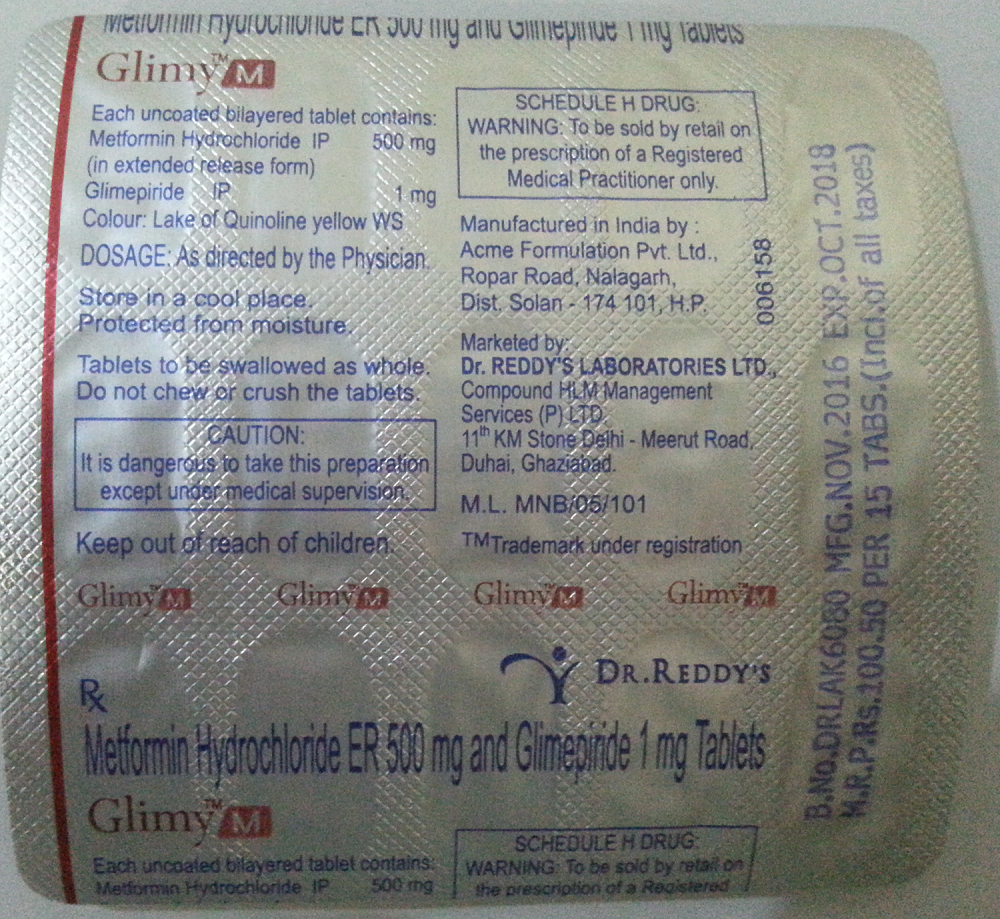 Metformin Hydrochloride ER 500 mg and Glimepiride 1 mg Tablets
Glimy™ M
Each uncoated bilayered tablet contains:
Metformin Hydrochloride IP 500 mg
(in extended release form)
Glimepiride IP 1 mg
Colour: Lake of Quinoline yellow WS
DOSAGE: As directed by the Physician.
Store in a cool place.
Protected from moisture.
Tablets to be swallowed as whole.
Do not chew or crush the tablets.
CAUTION:
It is dangerous to take this preparation
except under medical supervision.
Keep out of reach of children.
SCHEDULE H DRUG:
WARNING: To be sold by retail on
the prescription of a Registered
Medical Practitioner only.
Manufactured in India by :
Acme Formulation Pvt. Ltd.,
Ropar Road, Nalagarh,
Dist. Solan - 174 101, H.P.
006158
Marketed by:
Dr. REDDY'S LABORATORIES LTD.,
Compound HLM Management
Services (P) LTD.
11th KM Stone Delhi - Meerut Road,
Duhai, Ghaziabad.
M.L. MNB/05/101
TM Trademark under registration
Glimy™ M Glimy™ M Glimy™ M Glimy™ M
Rx
DR.REDDY'S
Metformin Hydrochloride ER 500 mg and Glimepiride 1 mg Tablets
Glimy™ M
Each uncoated bilayered tablet contains:
Metformin Hydrochloride IP 500 mg
SCHEDULE H DRUG:
WARNING: To be sold by retail on
the prescription of a Registered
B.No.DRLAK6080 MFG.NOV.2016 EXP.OCT.2018
M.R.P.Rs.100.50 PER 15 TABS.(Incl.of all taxes)